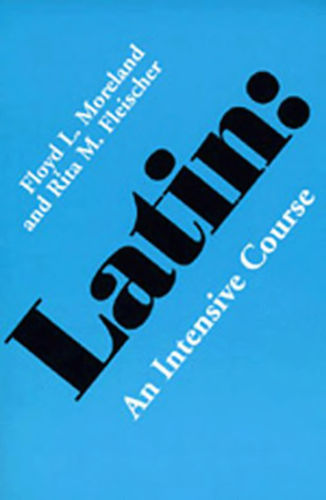 Floyd L. Moreland
and Rita M. Fleischer
Latin:
An Intensive Course